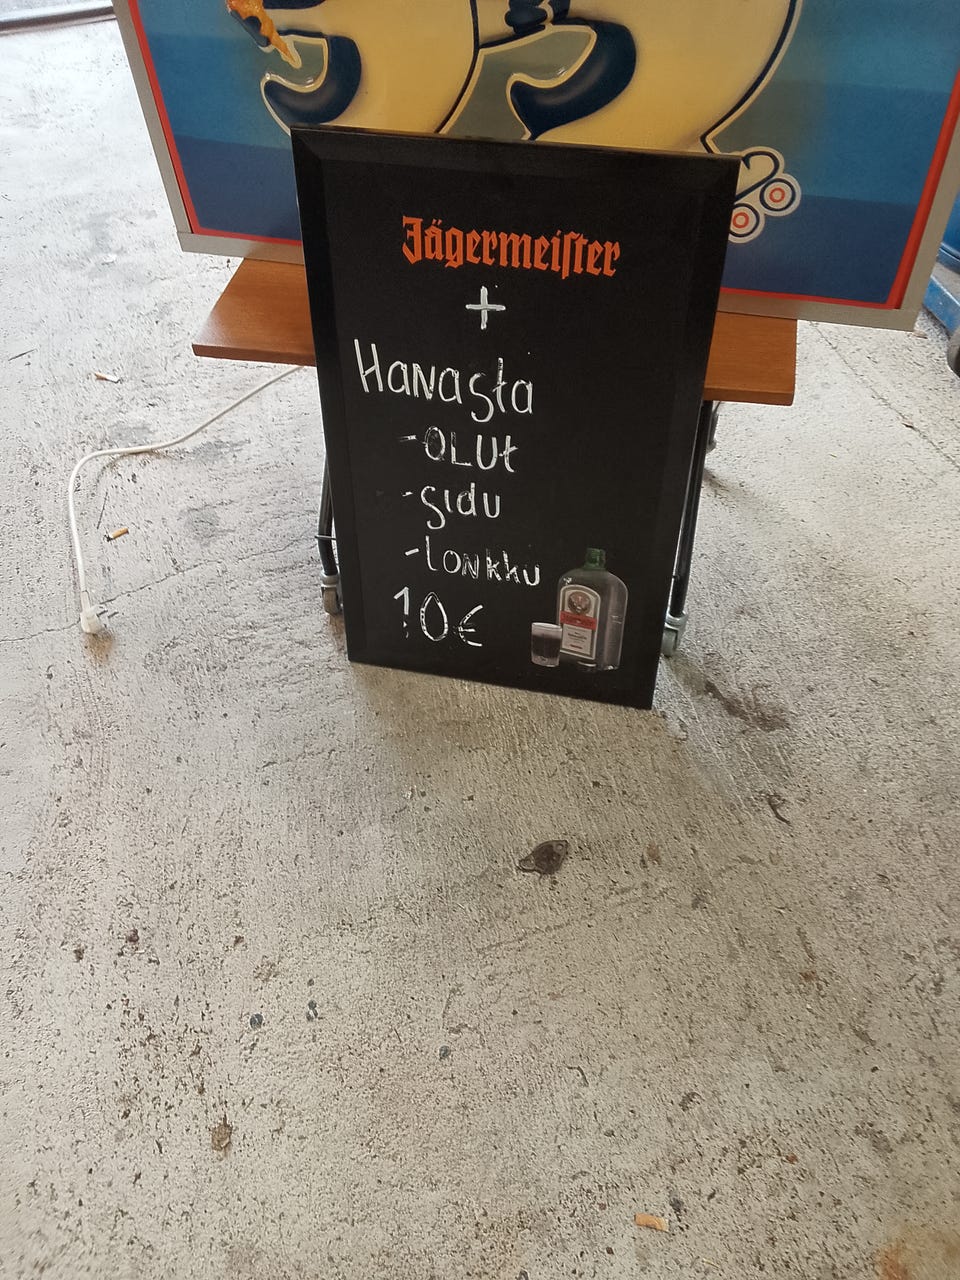 Jägermeister
+
Hanasta
-OLUt
-sidu
-lonkku
10€